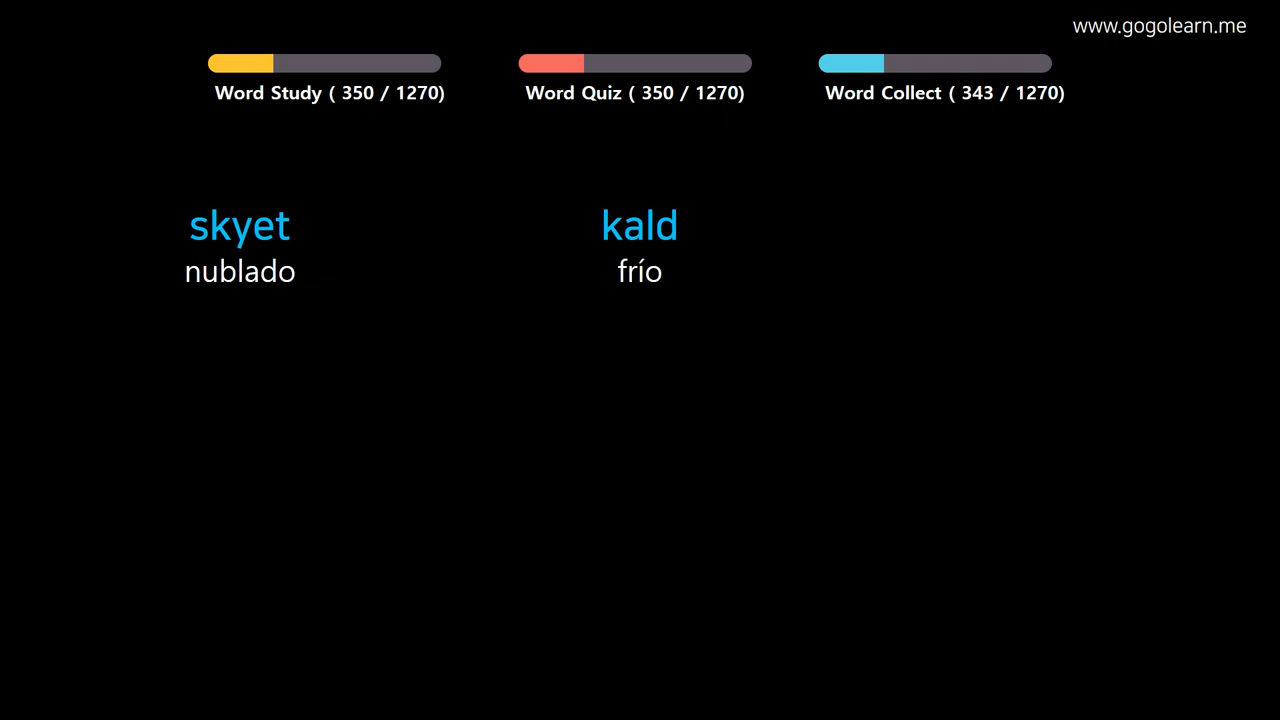 www.gogolearn.me
Word Study ( 350 / 1270)
Word Quiz ( 350 / 1270)
Word Collect ( 343 / 1270)
skyet
nublado
kald
frío